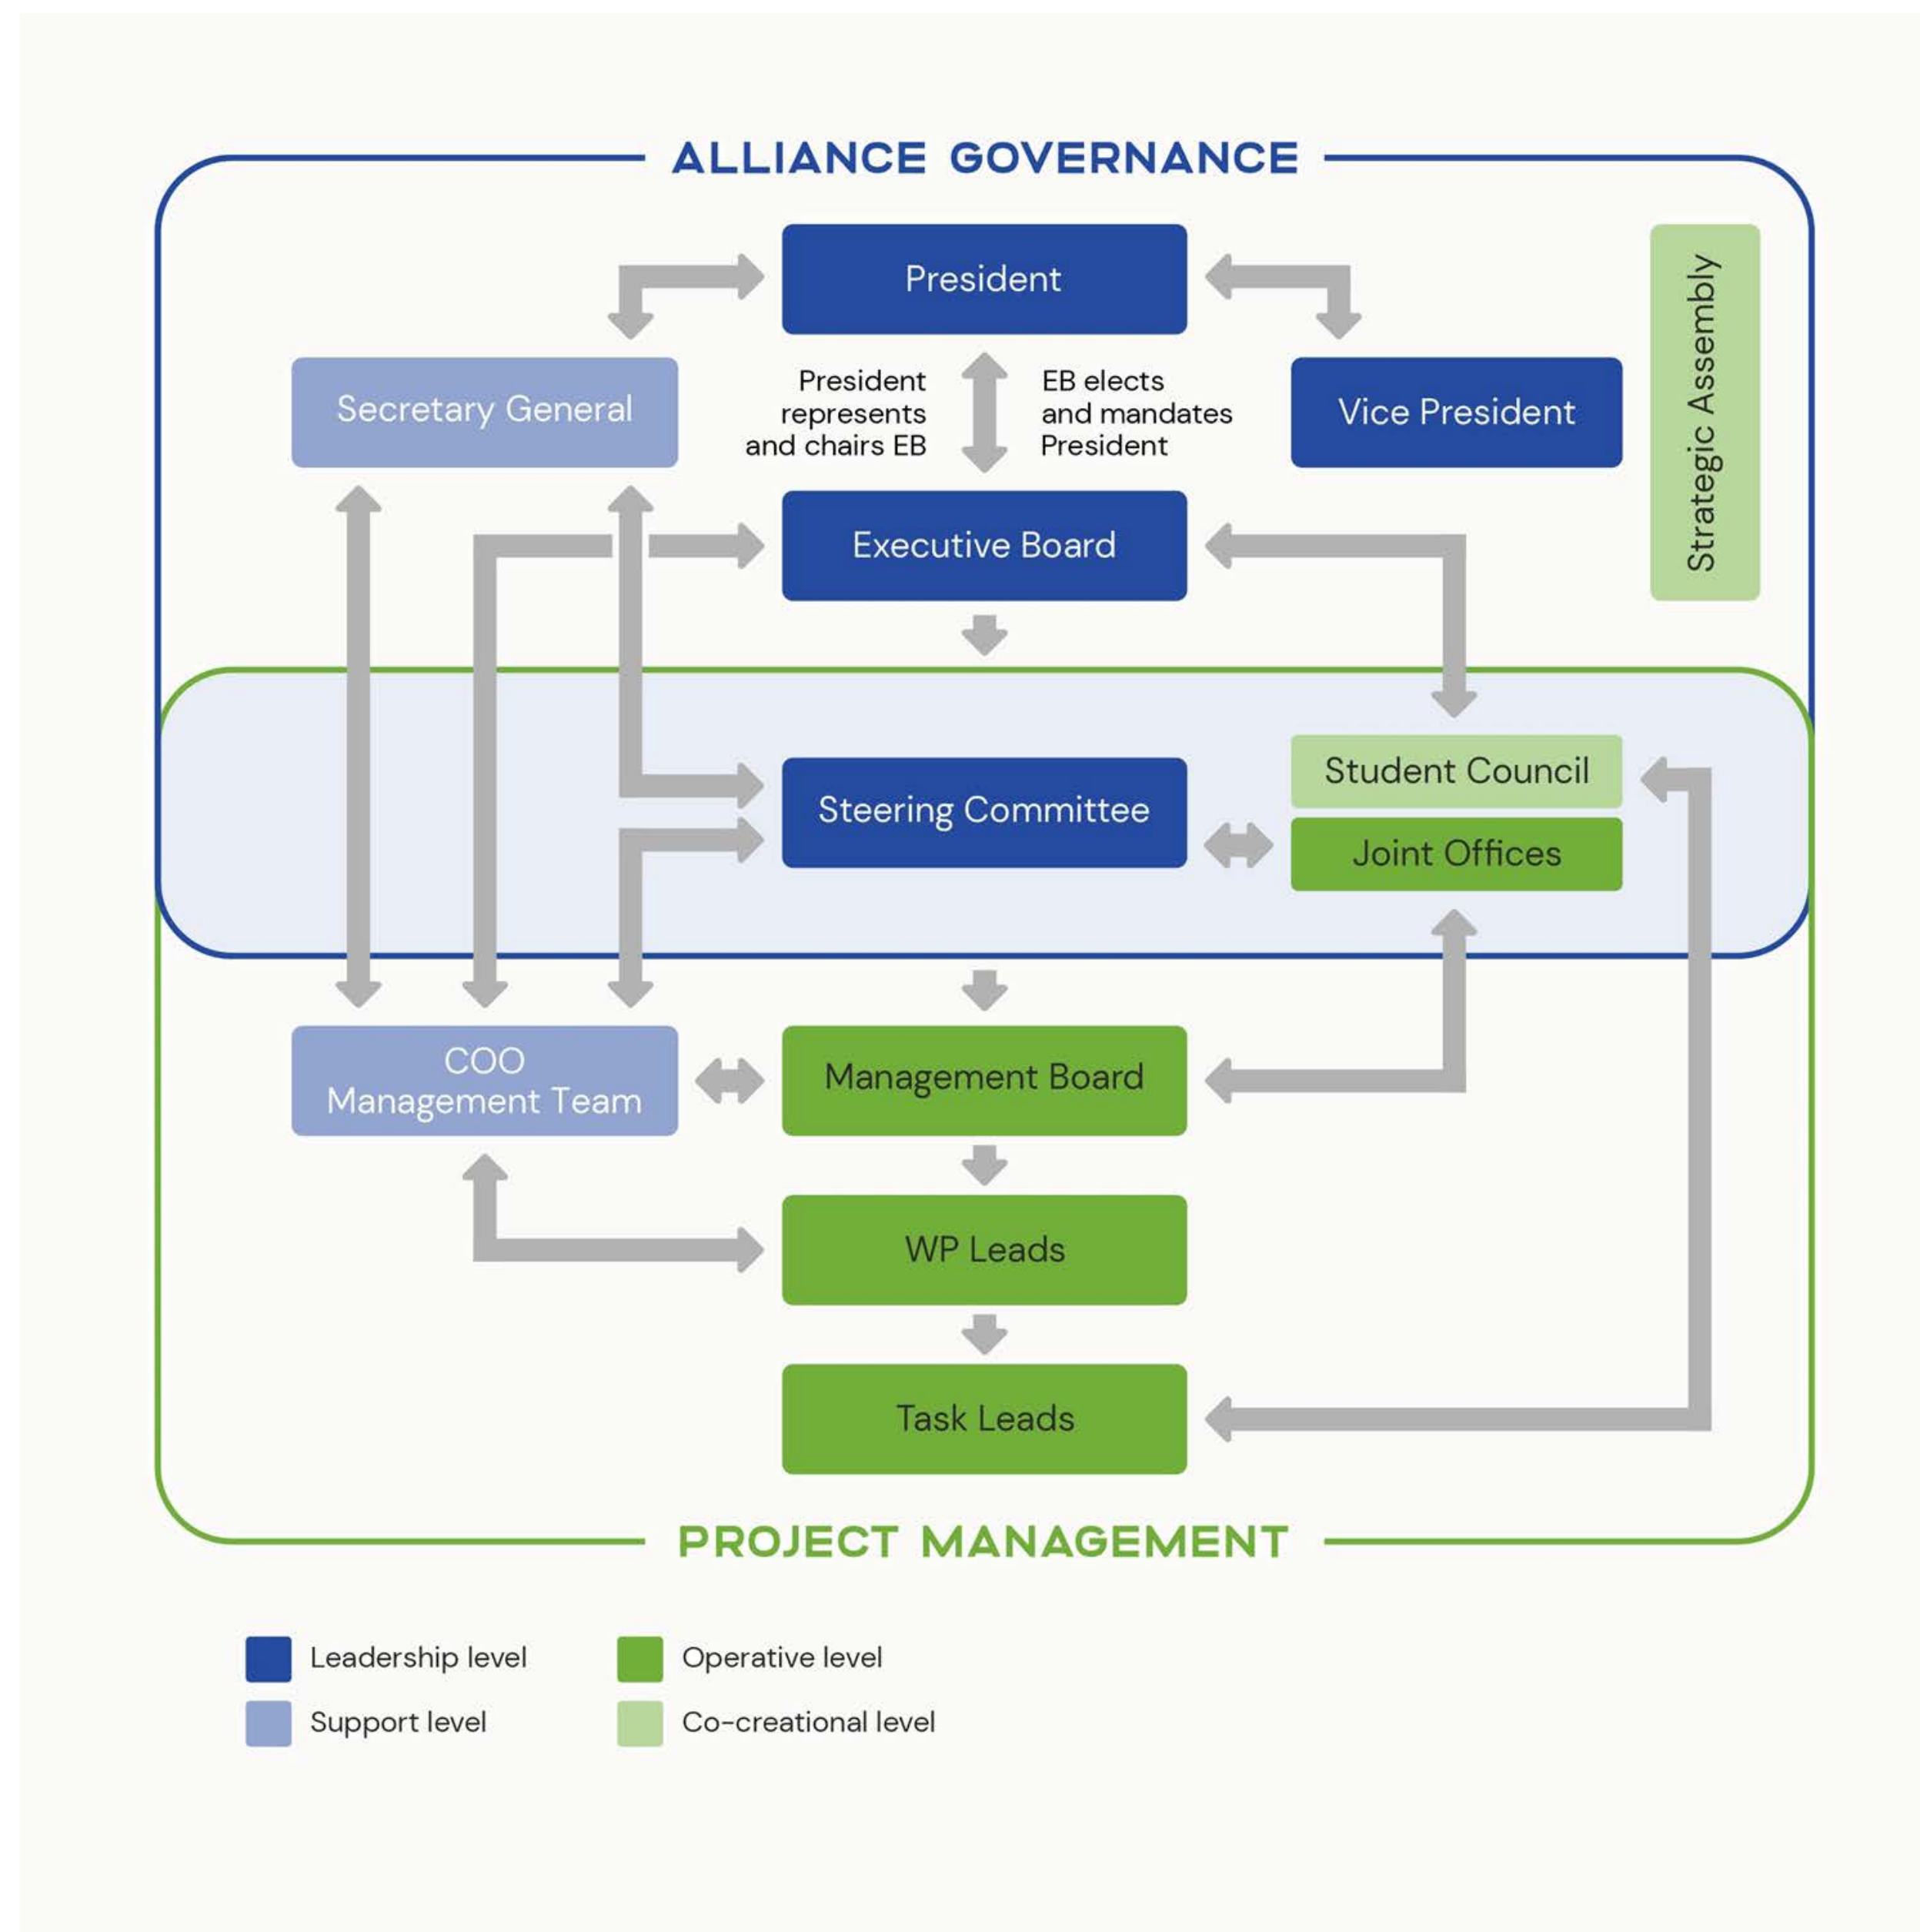 ALLIANCE GOVERNANCE
President
Strategic Assembly
Secretary General
President
represents
and chairs EB
EB elects
and mandates
President
Vice President
Executive Board
Student Council
Steering Committee
Joint Offices
COO
Management Team
Management Board
WP Leads
Task Leads
PROJECT MANAGEMENT
Leadership level
Operative level
Support level
Co-creational level